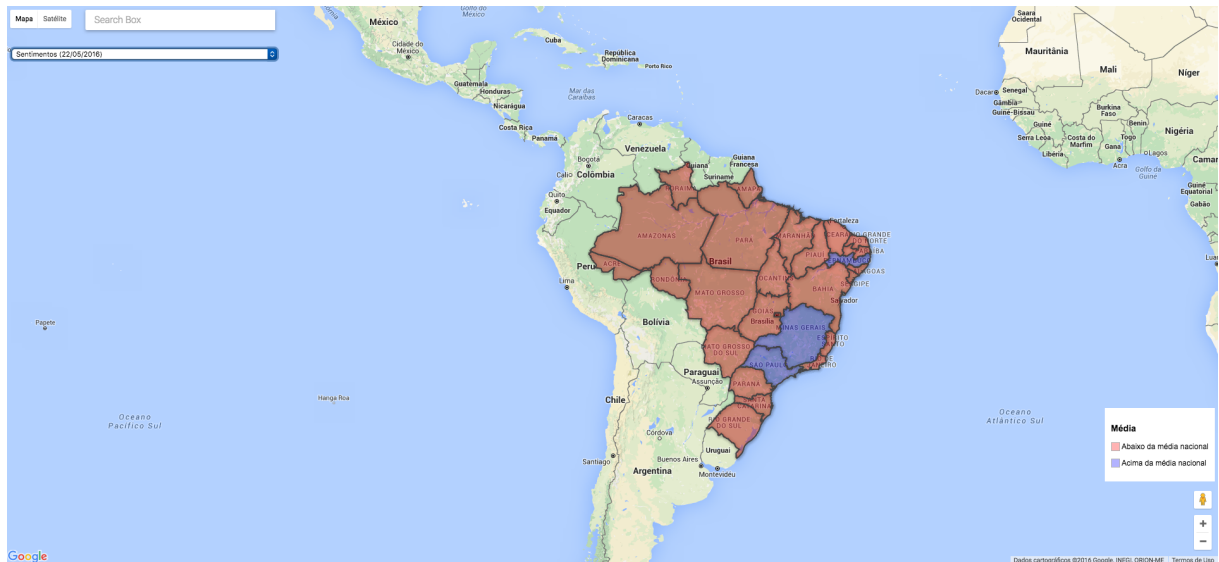 Mapa
Satélite
Search Box
Sentimentos (22/05/2016)
Golfo do
México
México
Cidade do
México
Cuba
República
Dominicana
Porto Rico
Guatemala
Honduras
Nicarágua
Mar das
Caraíbas
Costa Rica
Panamá
Caracas
Venezuela
Guiana
Suriname
Guiana
Francesa
Bogotá
Colômbia
Quito
Equador
Peru
Lima
Bolívia
Paraguai
Assunção
Chile
Córdova
Santiago
Buenos Aires
Argentina
Uruguai
Montevidéu
RORAIMA
AMAPÁ
AMAZONAS
PARÁ
MARANHÃO
CEARÁ
Fortaleza
RIO GRANDE
DO NORTE
PARAÍBA
PERNAMBUCO
ALAGOAS
SERGIPE
PIAUÍ
ACRE
Brasil
RONDÔNIA
TOCANTINS
BAHIA
Salvador
MATO GROSSO
GOIÁS
Brasília
MINAS GERAIS
ESPÍRITO
SANTO
MATO GROSSO
DO SUL
SÃO PAULO
RIO DE
JANEIRO
PARANÁ
SANTA
CATARINA
RIO GRANDE
DO SUL
Papete
Hanga Roa
Oceano
Pacífico Sul
Oceano
Atlântico Sul
Saara
Ocidental
Mauritânia
Mali
Níger
Dacar
Senegal
Gâmbia
Guiné-Bissau
Guiné
Serra Leoa
Libéria
Costa do
Marfim
Burkina
Faso
Gana
Togo
Benin
Nigéria
Lagos
Acra
Golfo da
Guiné
Camar
Guiné
Equatorial
Gabão
Luan
Média
Abaixo da média nacional
Acima da média nacional
+
−
Google
Dados cartográficos ©2016 Google, INEGI, ORION-ME
Termos de Uso